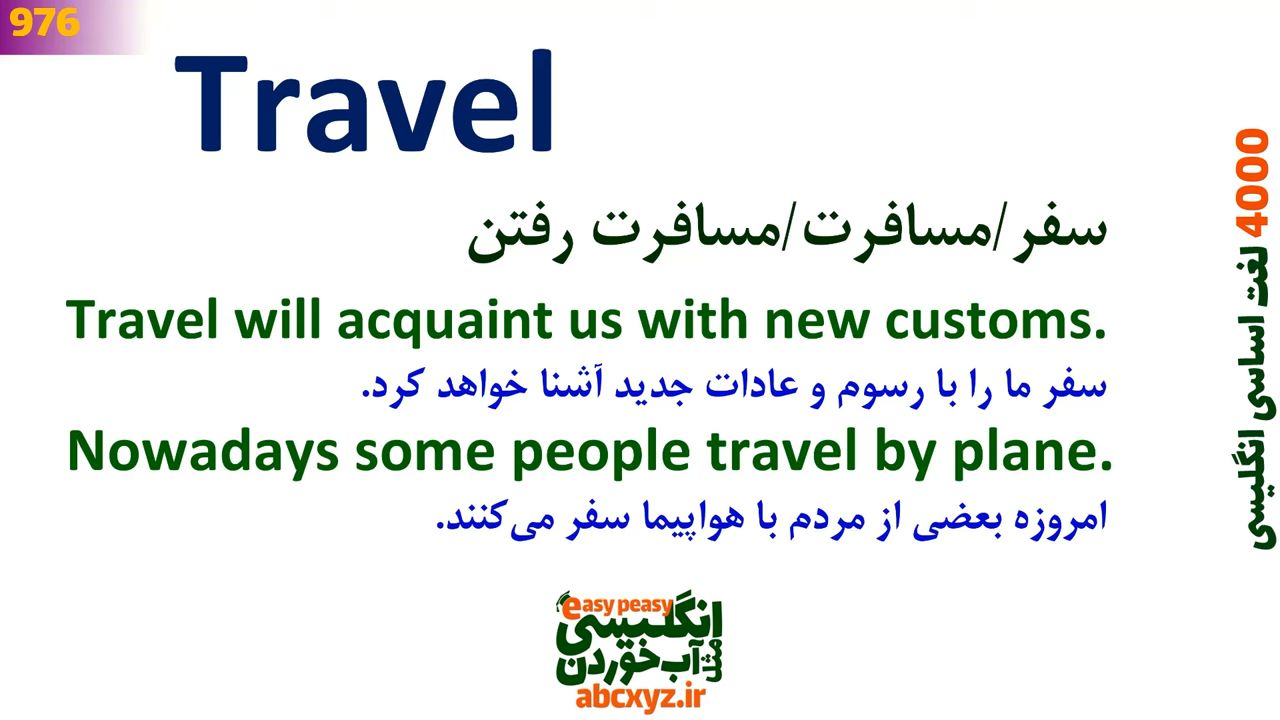 976
Travel
سفر/مسافرت/مسافرت رفتن
Travel will acquaint us with new customs.
سفر ما را با رسوم و عادات جدید آشنا خواهد کرد.
Nowadays some people travel by plane.
امروزه بعضی از مردم با هواپیما سفر می‌کنند.
4000 لغت اساسی انگلیسی
easy peasy
انگلیسی
مثل آب خوردن
abcxyz.ir